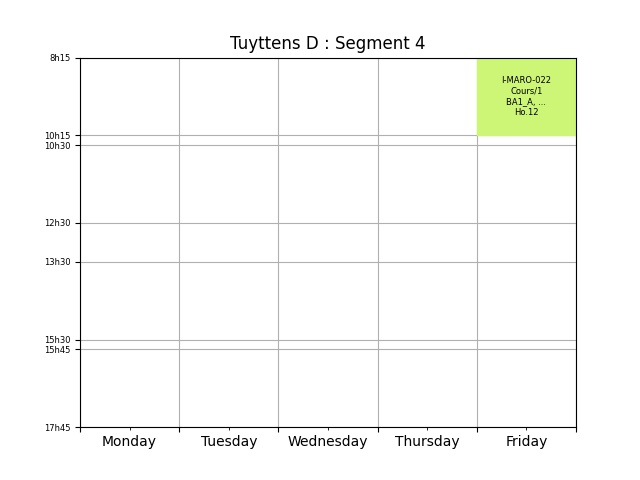 Tuyttens D : Segment 4
8h15
I-MARO-022
Cours/1
BA1_A, ...
Ho.12
10h15
10h30
12h30
13h30
15h30
15h45
17h45
Monday Tuesday Wednesday Thursday Friday